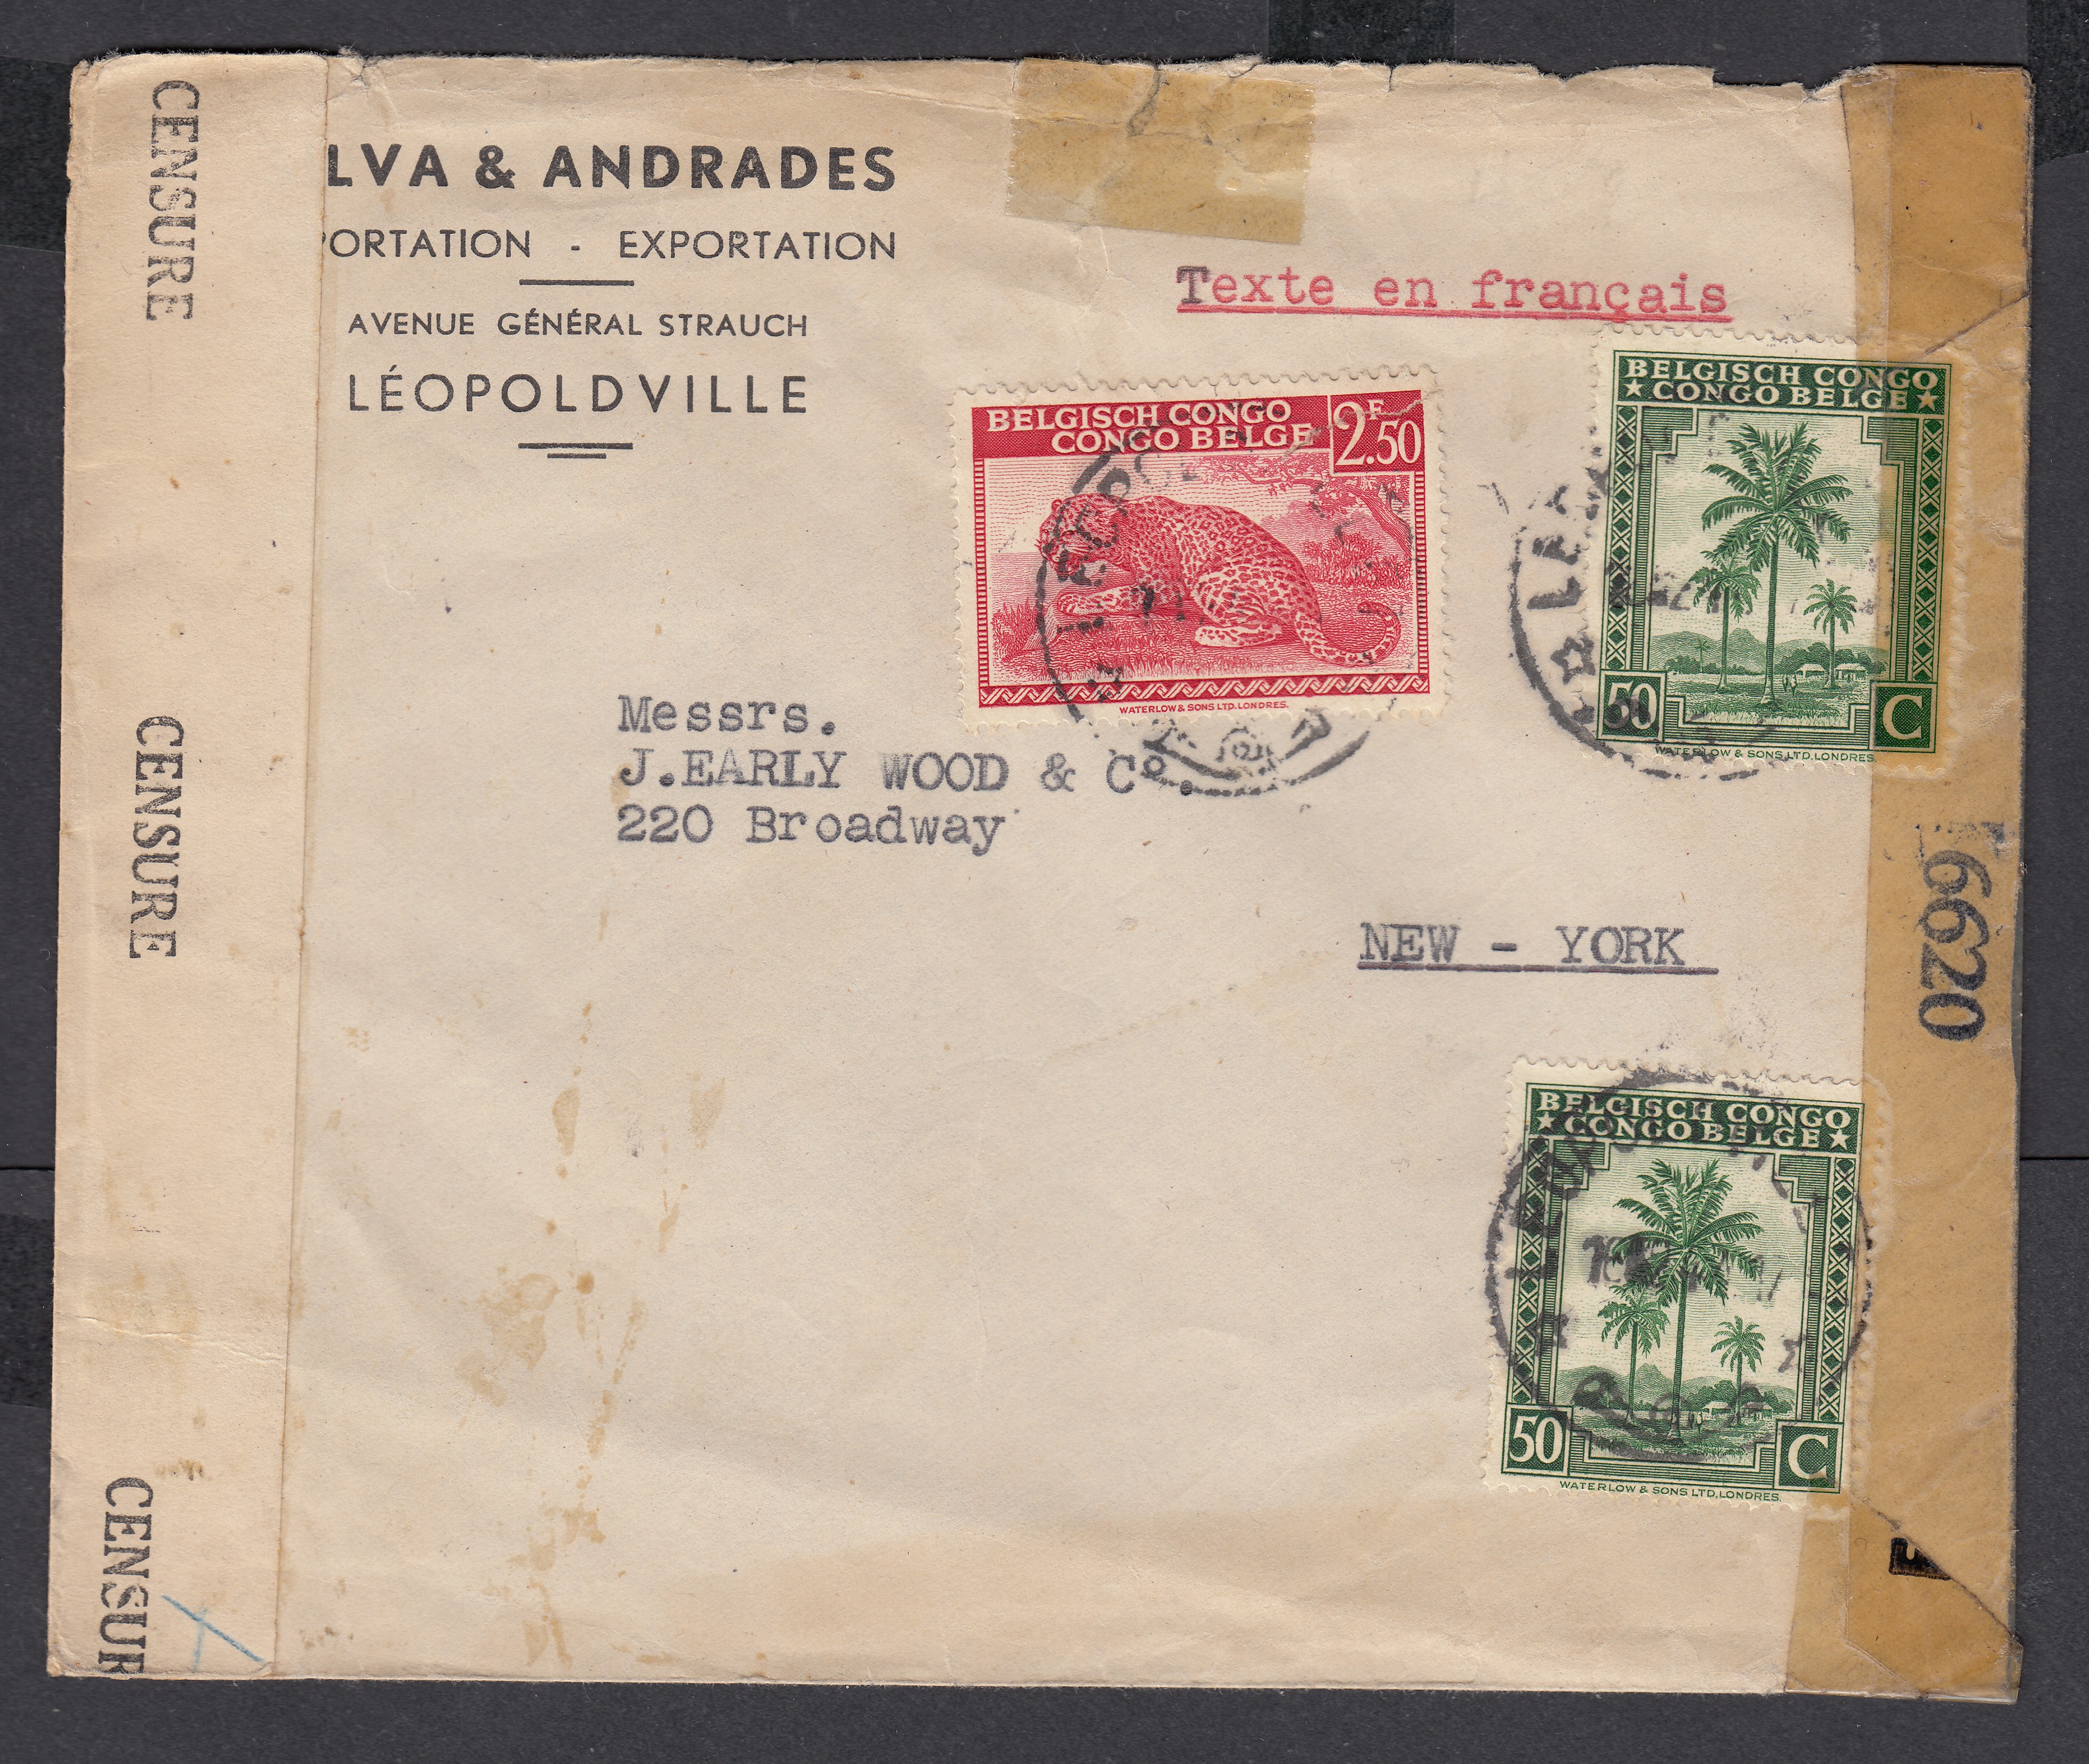 CENSURE
CENSURE
CENSUR
LVA & ANDRADES
PORTATION - EXPORTATION
AVENUE GÉNÉRAL STRAUCH
LÉOPOLDVILLE
Texte en français
BELGISCH CONGO
CONGO BELGE
2F.50
WATERLOW & SONS LTD. LONDRES.
BELGISCH CONGO
★ CONGO BELGE ★
50 C
WATERLOW & SONS LTD. LONDRES
Messrs.
J.EARLY WOOD & Cº.
220 Broadway
NEW - YORK
6620
BELGISCH CONGO
★ CONGO BELGE ★
50 C
WATERLOW & SONS LTD. LONDRES.